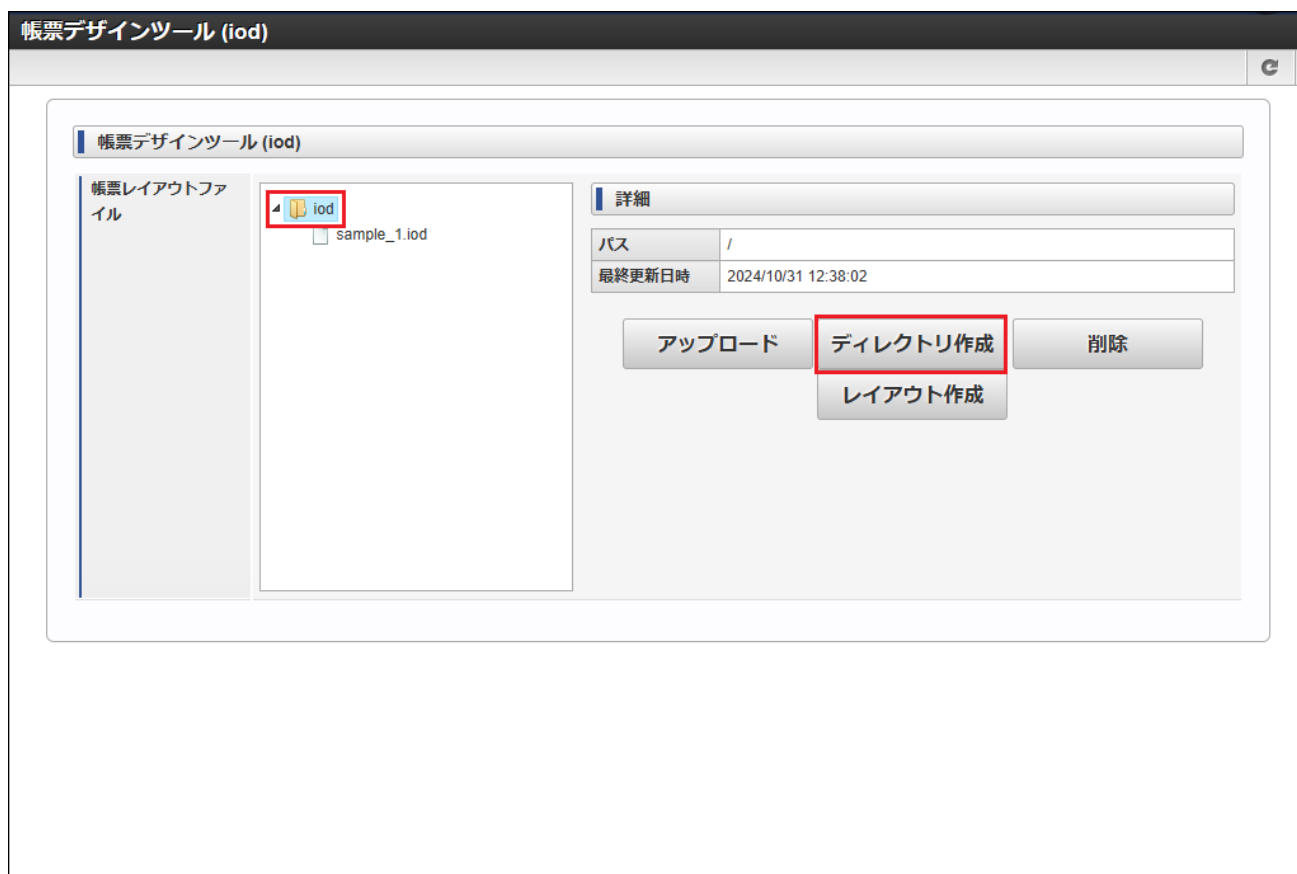 帳票デザインツール (iod)
帳票デザインツール (iod)
帳票レイアウトファ
イル
iod
sample_1.iod
詳細
パス /
最終更新日時 2024/10/31 12:38:02
アップロード ディレクトリ作成 削除
レイアウト作成